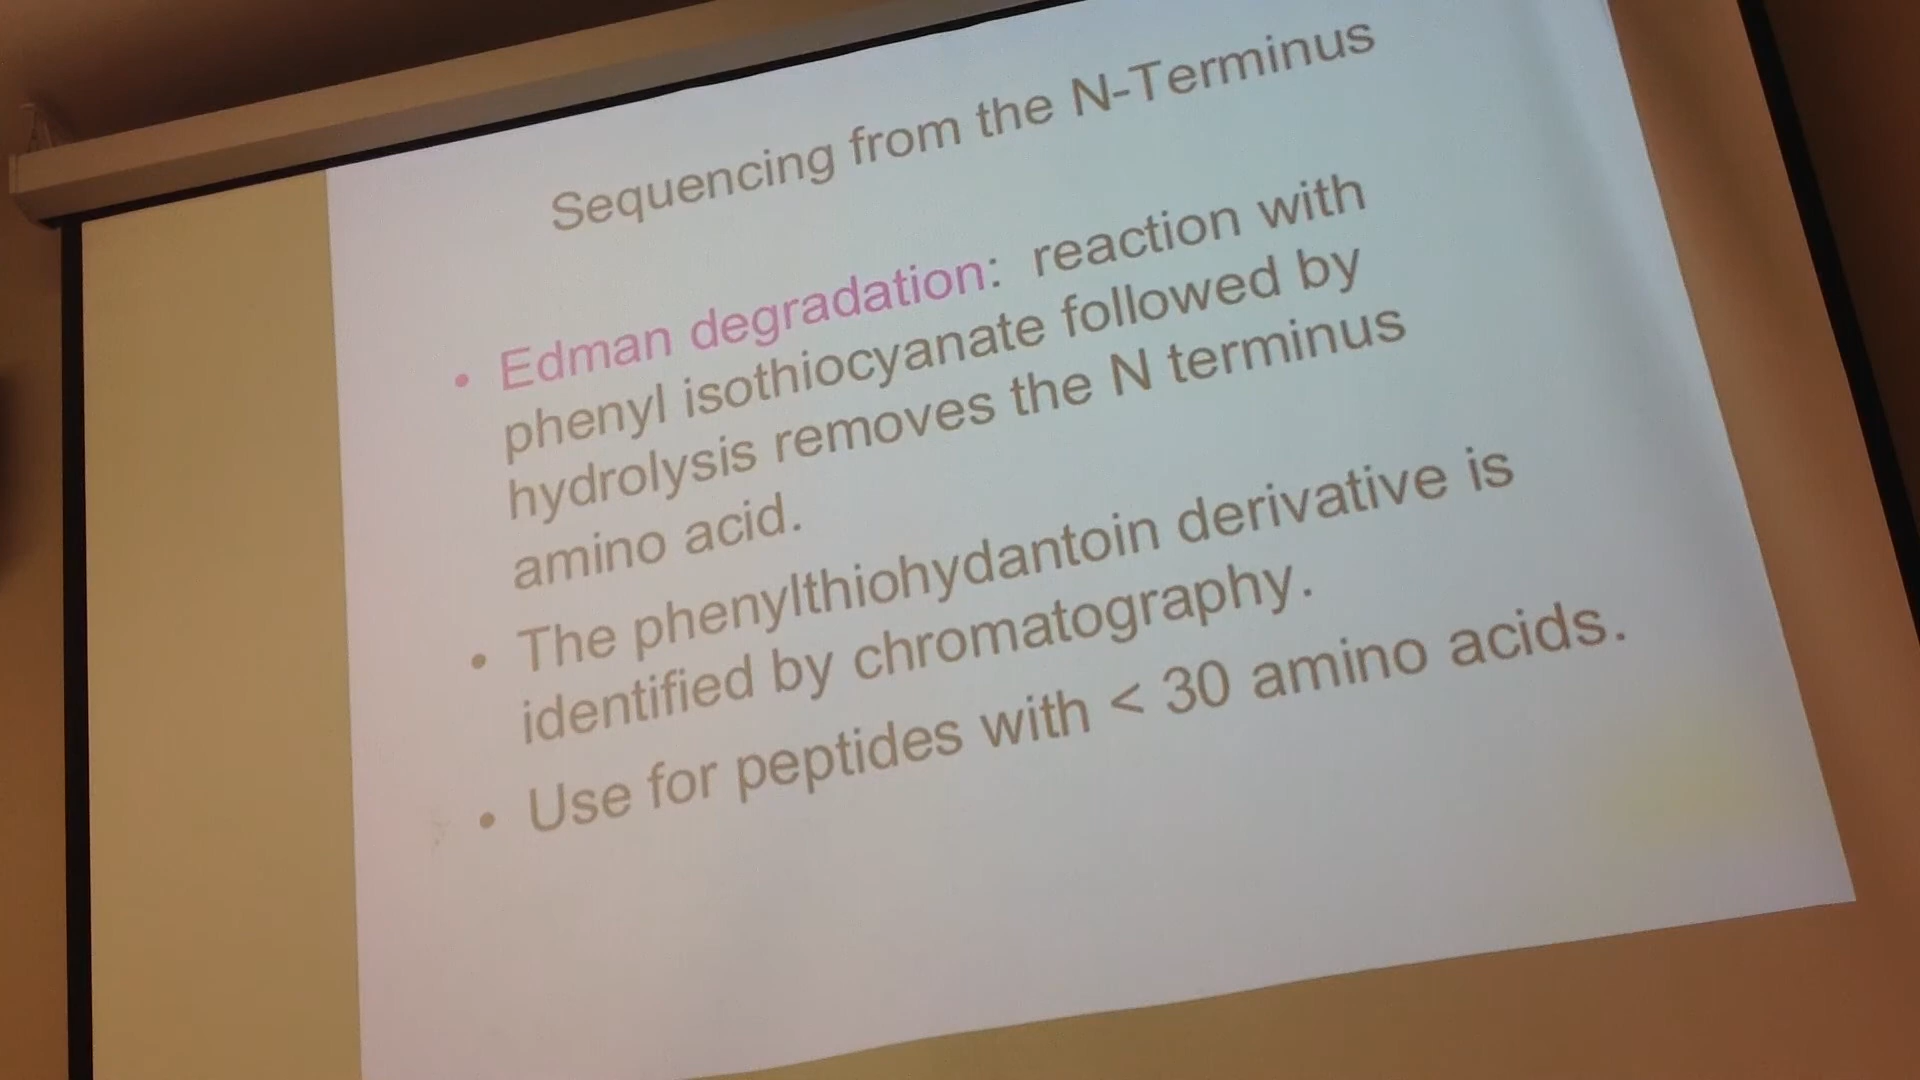 Sequencing from the N-Terminus
• Edman degradation: reaction with
phenyl isothiocyanate followed by
hydrolysis removes the N terminus
amino acid.
• The phenylthiohydantoin derivative is
identified by chromatography.
• Use for peptides with < 30 amino acids.